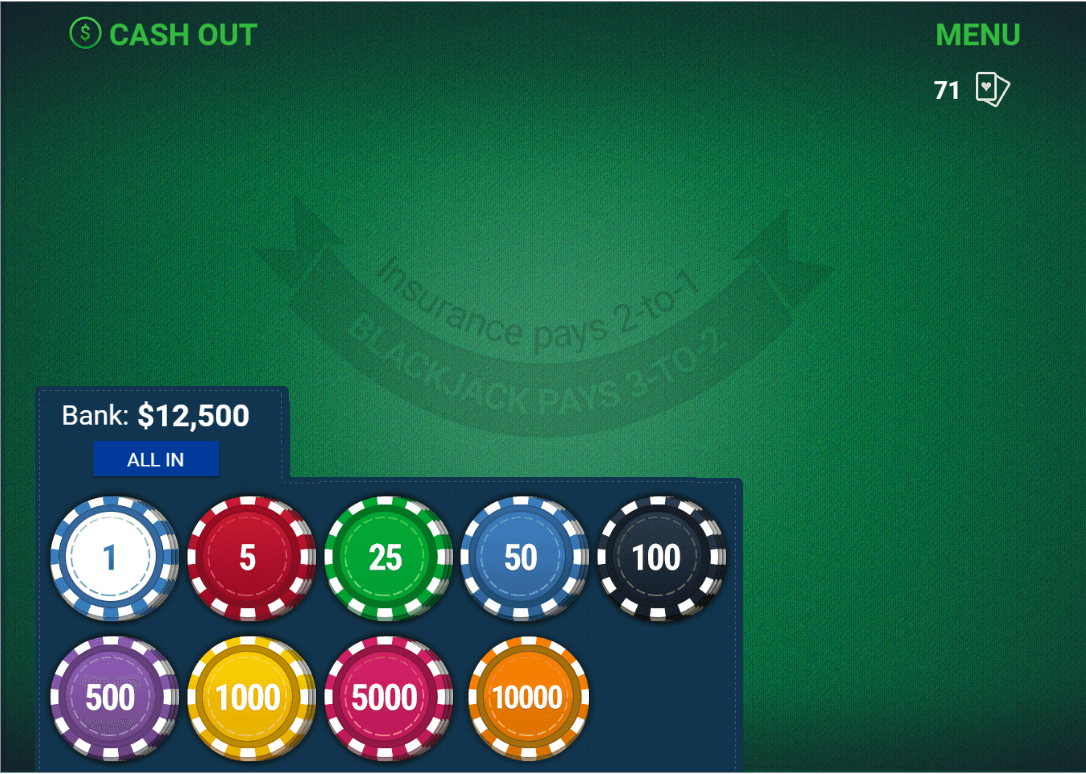 $ CASH OUT
MENU
71
Insurance pays 2-to-1
BLACKJACK PAYS 3-TO-2
Bank: $12,500
ALL IN
1 5 25 50 100
500 1000 5000 10000